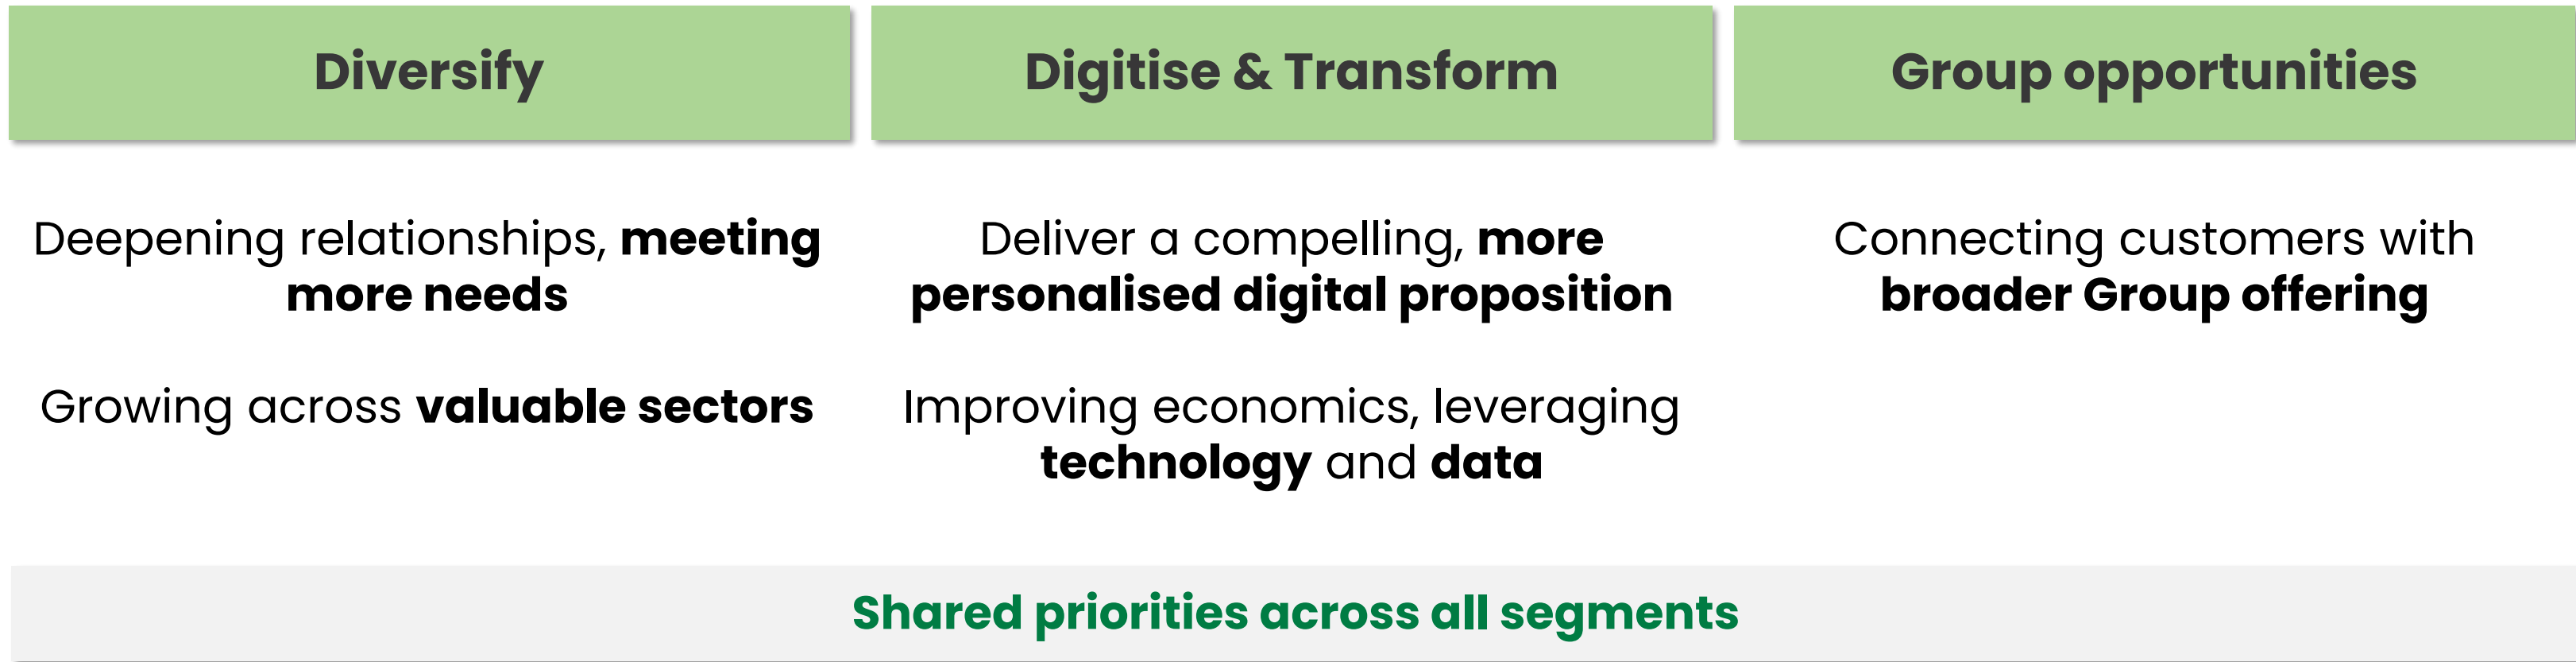 Diversify
Digitise & Transform
Group opportunities
Deepening relationships, meeting
more needs
Growing across valuable sectors
Deliver a compelling, more
personalised digital proposition
Improving economics, leveraging
technology and data
Connecting customers with
broader Group offering
Shared priorities across all segments